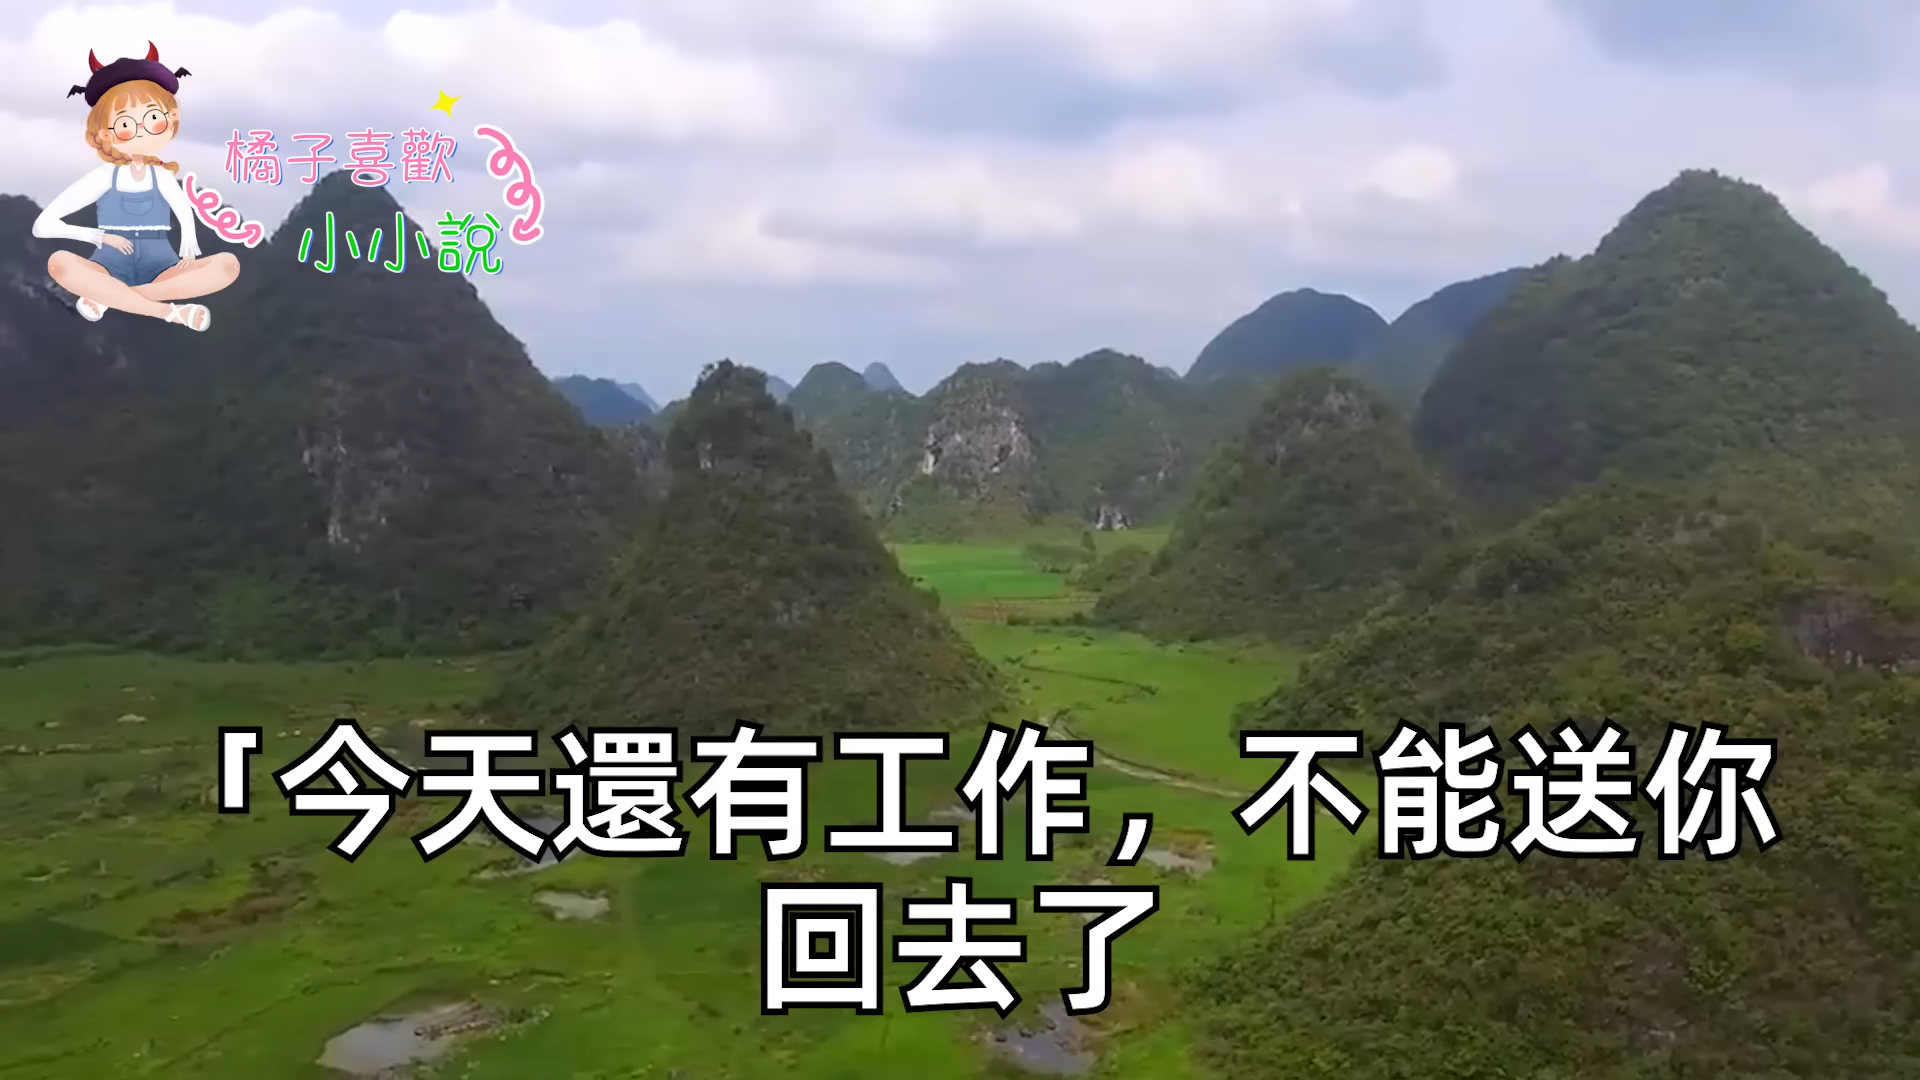 橘子喜歡
小小說
「今天還有工作，不能送你
回去了